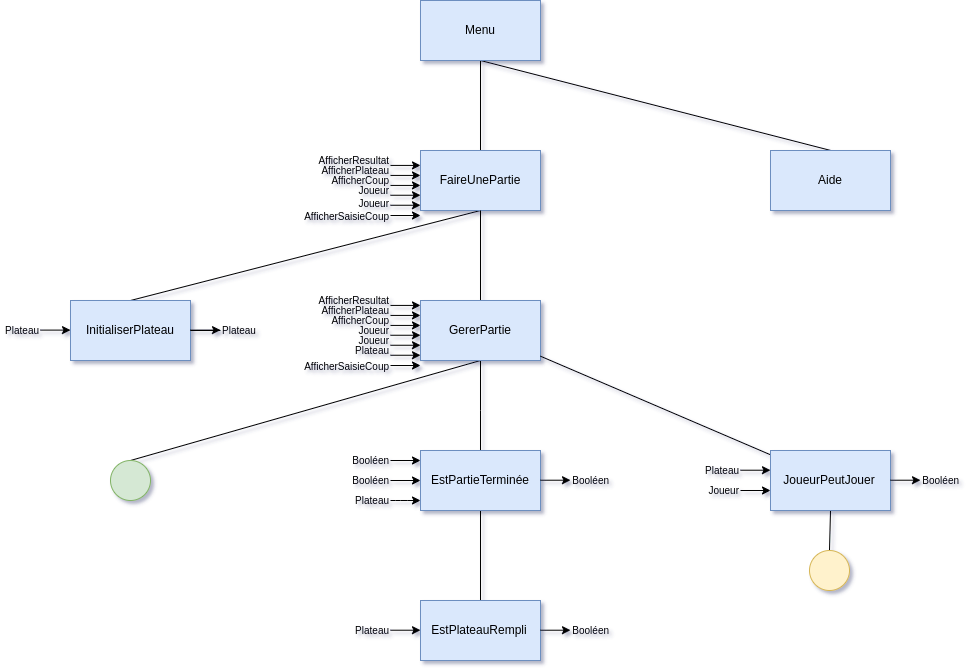 Menu
AfficherResultat
AfficherPlateau
AfficherCoup
Joueur
Joueur
AfficherSaisieCoup
FaireUnePartie
Aide
Plateau
InitialiserPlateau
Plateau
AfficherResultat
AfficherPlateau
AfficherCoup
Joueur
Joueur
Plateau
AfficherSaisieCoup
GererPartie
Booléen
Booléen
Plateau
EstPartieTerminée
Booléen
Plateau
Joueur
JoueurPeutJouer
Booléen
Plateau
EstPlateauRempli
Booléen